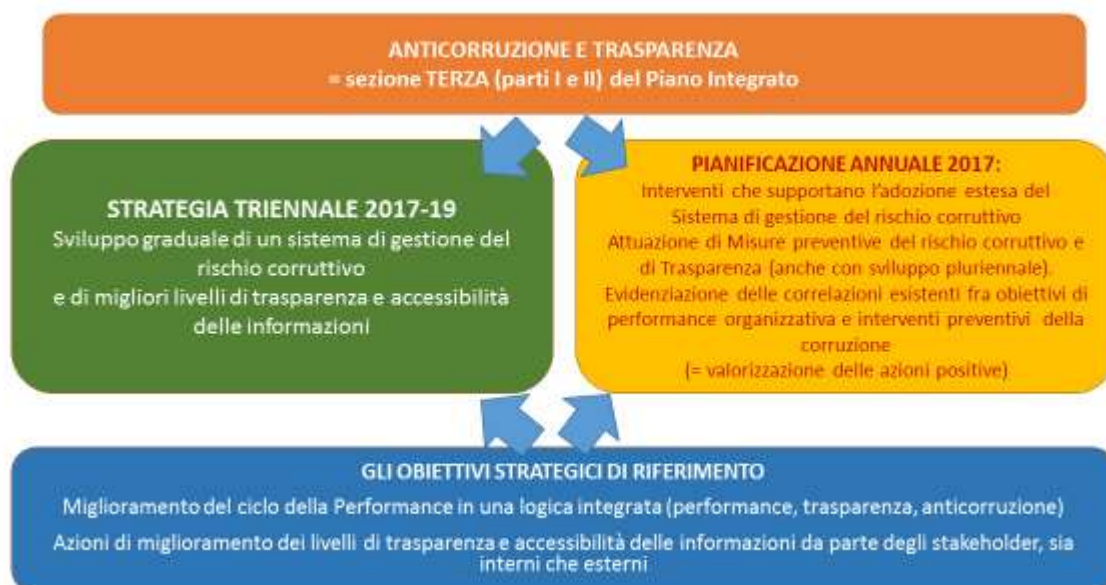 ANTICORRUZIONE E TRASPARENZA
= sezione TERZA (parti I e II) del Piano Integrato
STRATEGIA TRIENNALE 2017-19
Sviluppo graduale di un sistema di gestione del
rischio corruttivo
e di migliori livelli di trasparenza e accessibilità
delle informazioni
PIANIFICAZIONE ANNUALE 2017:
Interventi che supportano l'adozione estesa del
Sistema di gestione del rischio corruttivo
Attuazione di Misure preventive del rischio corruttivo e
di Trasparenza (anche con sviluppo pluriennale).
Evidenziazione delle correlazioni esistenti fra obiettivi di
performance organizzativa e interventi preventivi della
corruzione
(= valorizzazione delle azioni positive)
GLI OBIETTIVI STRATEGICI DI RIFERIMENTO
Miglioramento del ciclo della Performance in una logica integrata (performance, trasparenza, anticorruzione)
Azioni di miglioramento dei livelli di trasparenza e accessibilità delle informazioni da parte degli stakeholder, sia
interni che esterni